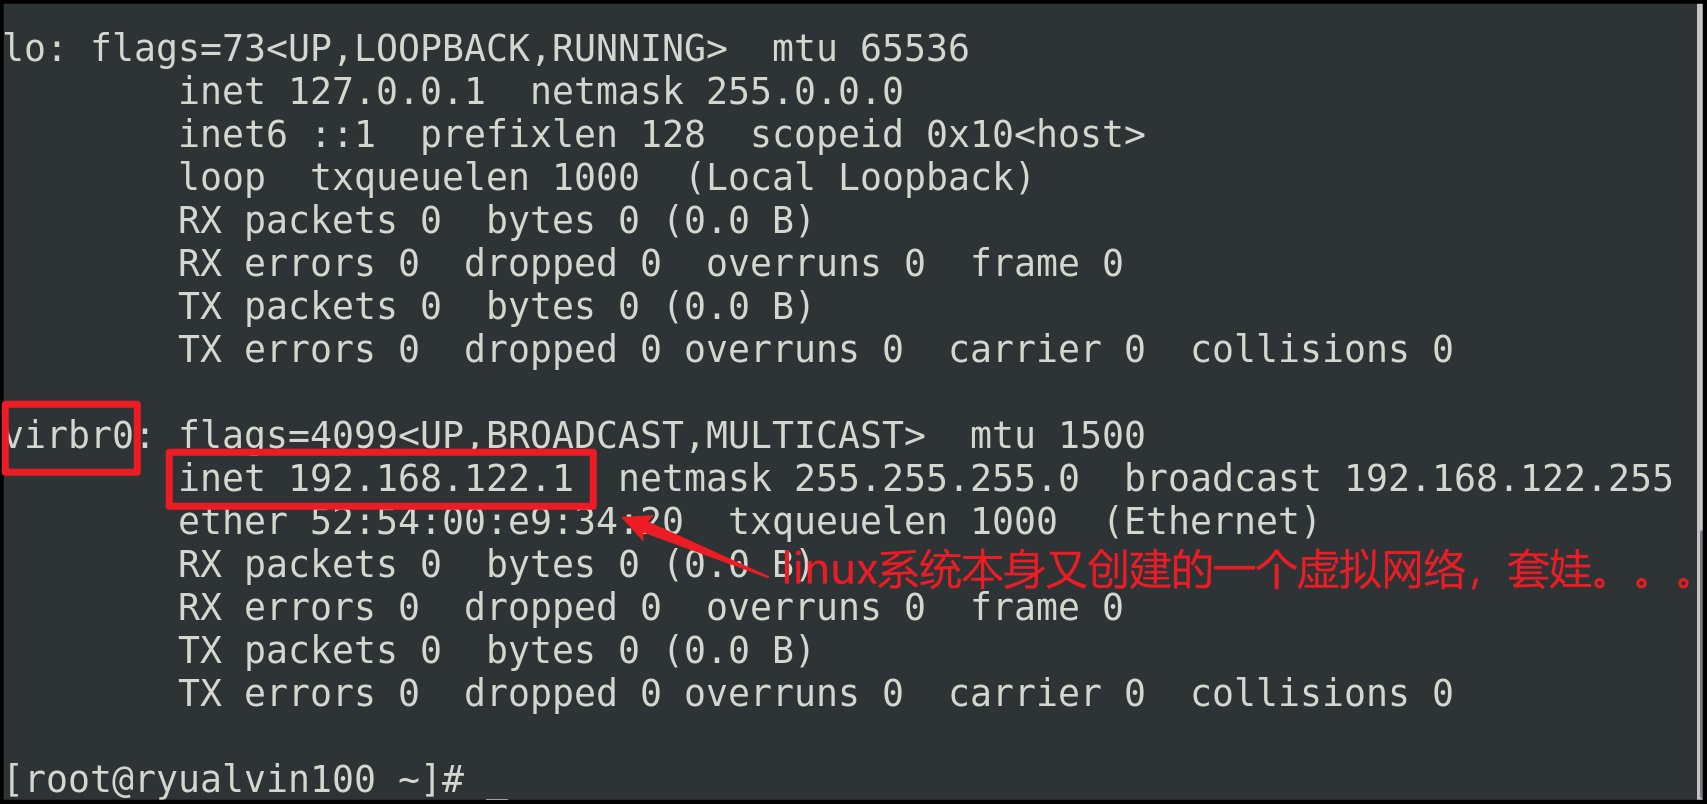 lo: flags=73<UP,LOOPBACK,RUNNING>  mtu 65536
        inet 127.0.0.1  netmask 255.0.0.0
        inet6 ::1  prefixlen 128  scopeid 0x10<host>
        loop  txqueuelen 1000  (Local Loopback)
        RX packets 0  bytes 0 (0.0 B)
        RX errors 0  dropped 0  overruns 0  frame 0
        TX packets 0  bytes 0 (0.0 B)
        TX errors 0  dropped 0 overruns 0  carrier 0  collisions 0
virbr0: flags=4099<UP,BROADCAST,MULTICAST>  mtu 1500
        inet 192.168.122.1  netmask 255.255.255.0  broadcast 192.168.122.255
        ether 52:54:00:e9:34:20  txqueuelen 1000  (Ethernet)
        RX packets 0  bytes 0 (0.0 B)
linux系统本身又创建的一个虚拟网络，套娃。。。
        RX errors 0  dropped 0  overruns 0  frame 0
        TX packets 0  bytes 0 (0.0 B)
        TX errors 0  dropped 0 overruns 0  carrier 0  collisions 0
[root@ryualvin100 ~]# _